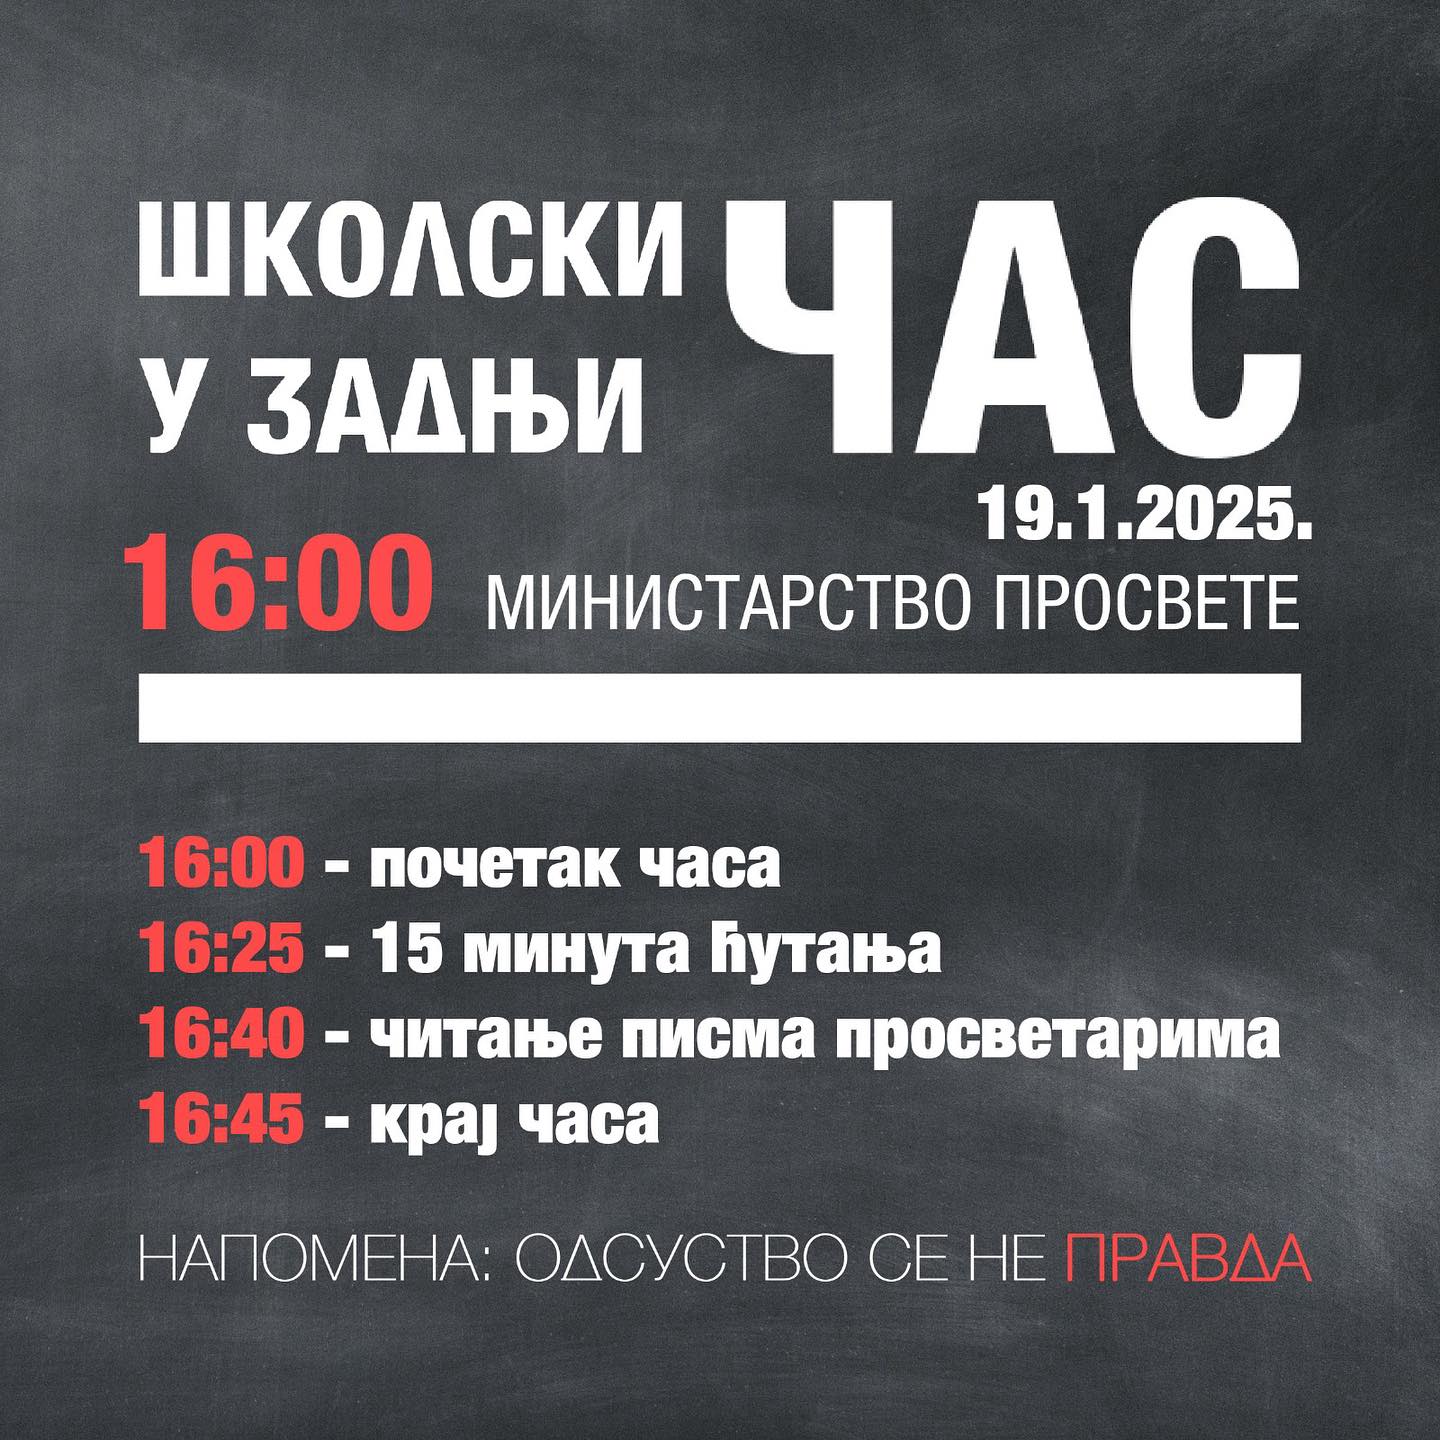 ШКОЛСКИ ЧАС
У ЗАДЊИ
19.1.2025.
16:00 МИНИСТАРСТВО ПРОСВЕТЕ
16:00 - почетак часа
16:25 - 15 минута ћутања
16:40 - читање писма просветарима
16:45 - крај часа
НАПОМЕНА: ОДСУСТВО СЕ НЕ ПРАВДА